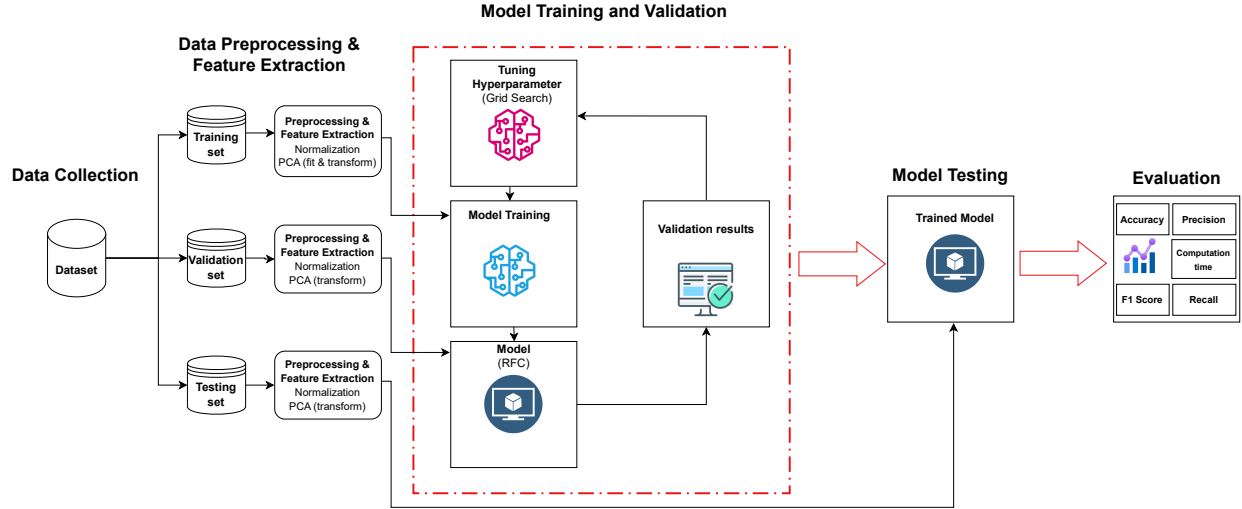 Model Training and Validation
Data Preprocessing &
Feature Extraction
Data Collection
Dataset
Training
set
Validation
set
Testing
set
Preprocessing &
Feature Extraction
Normalization
PCA (fit & transform)
Preprocessing &
Feature Extraction
Normalization
PCA (transform)
Preprocessing &
Feature Extraction
Normalization
PCA (transform)
Tuning
Hyperparameter
(Grid Search)
Model Training
Model
(RFC)
Validation results
Model Testing
Trained Model
Evaluation
Accuracy
Precision
Computation
time
F1 Score
Recall